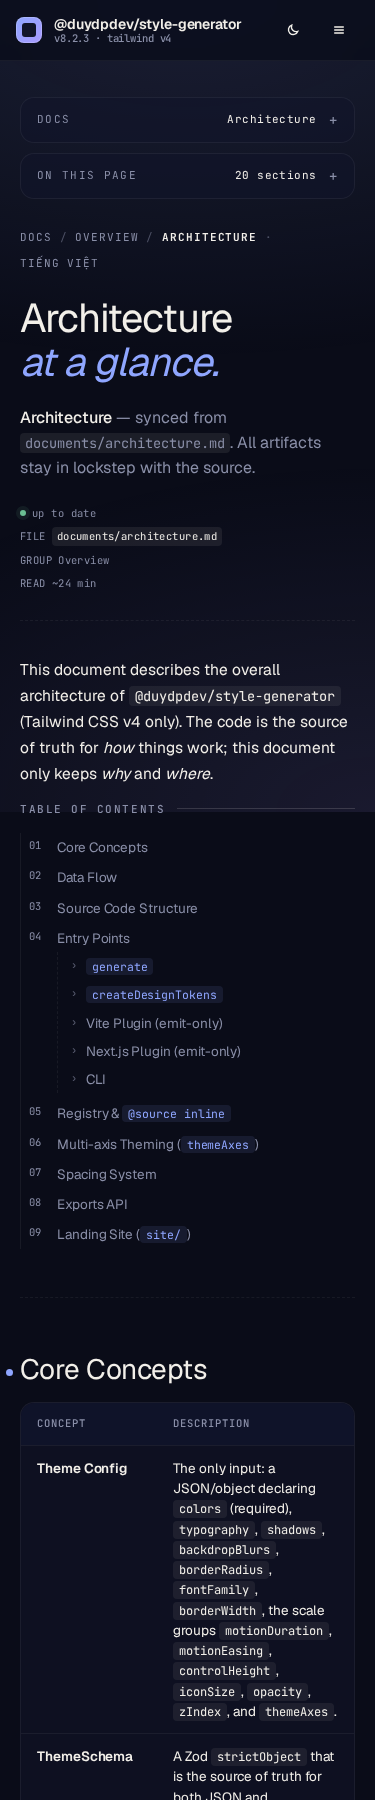 @duydpdev/style-generator
v8.2.3 · tailwind v4
DOCS Architecture +
ON THIS PAGE 20 sections +
DOCS / OVERVIEW / ARCHITECTURE ·
TIẾNG VIỆT
Architecture
at a glance.
Architecture — synced from
documents/architecture.md. All artifacts
stay in lockstep with the source.
up to date
FILE documents/architecture.md
GROUP Overview
READ ~24 min
This document describes the overall
architecture of @duydpdev/style-generator
(Tailwind CSS v4 only). The code is the source
of truth for how things work; this document
only keeps why and where.
TABLE OF CONTENTS
01 Core Concepts
02 Data Flow
03 Source Code Structure
04 Entry Points
› generate
› createDesignTokens
› Vite Plugin (emit-only)
› Next.js Plugin (emit-only)
› CLI
05 Registry & @source inline
06 Multi-axis Theming (themeAxes)
07 Spacing System
08 Exports API
09 Landing Site (site/)
Core Concepts
CONCEPT DESCRIPTION
Theme Config The only input: a
JSON/object declaring
colors (required),
typography, shadows,
backdropBlurs,
borderRadius,
fontFamily,
borderWidth, the scale
groups motionDuration,
motionEasing,
controlHeight,
iconSize, opacity,
zIndex, and themeAxes.
ThemeSchema A Zod strictObject that
is the source of truth for
both JSON and